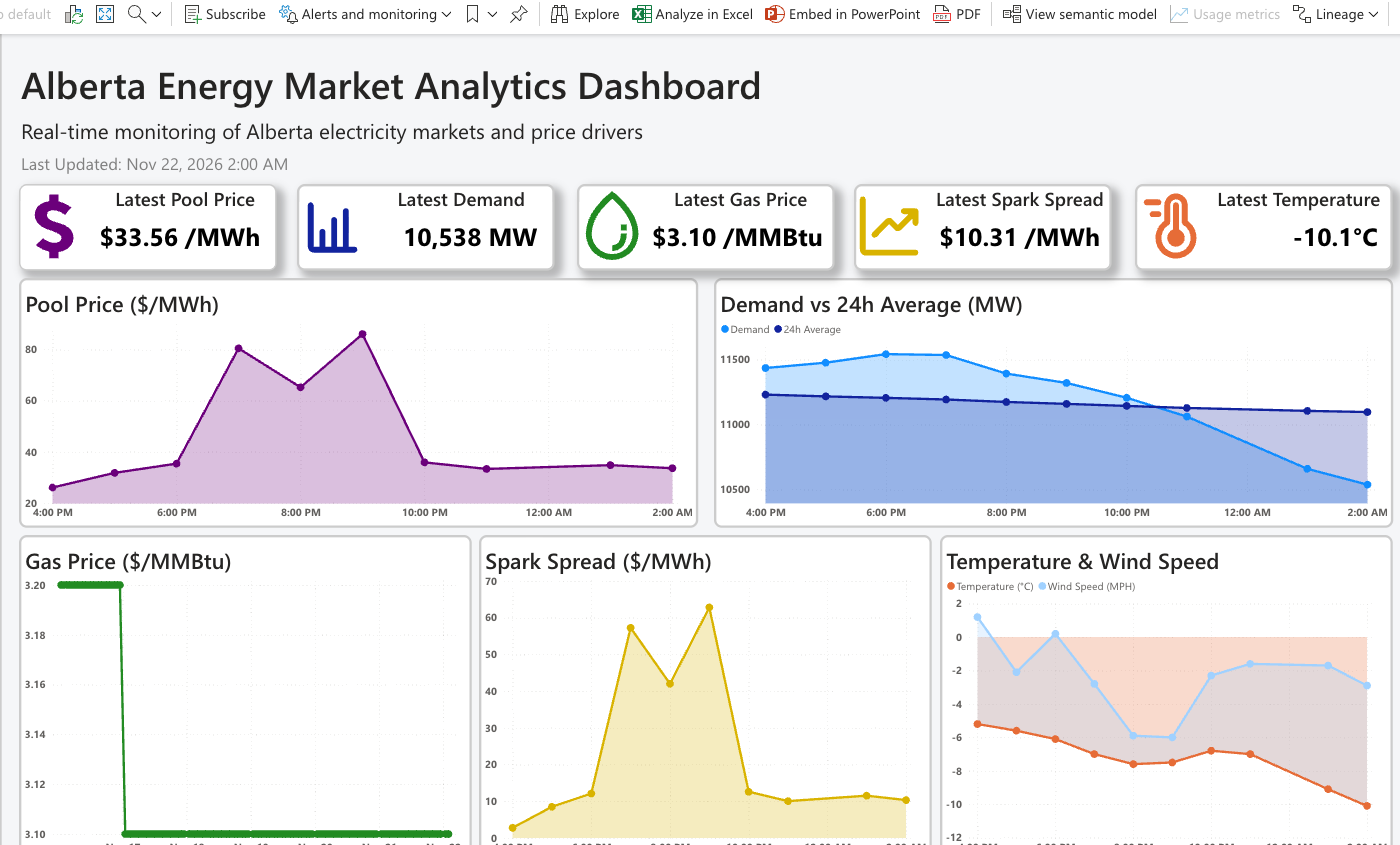 default Subscribe Alerts and monitoring Explore Analyze in Excel Embed in PowerPoint PDF View semantic model Usage metrics Lineage
Alberta Energy Market Analytics Dashboard
Real-time monitoring of Alberta electricity markets and price drivers
Last Updated: Nov 22, 2026 2:00 AM
Latest Pool Price
$33.56 /MWh
Latest Demand
10,538 MW
Latest Gas Price
$3.10 /MMBtu
Latest Spark Spread
$10.31 /MWh
Latest Temperature
-10.1°C
Pool Price ($/MWh)
80
60
40
20
4:00 PM 6:00 PM 8:00 PM 10:00 PM 12:00 AM 2:00 AM
Demand vs 24h Average (MW)
Demand 24h Average
11500
11000
10500
4:00 PM 6:00 PM 8:00 PM 10:00 PM 12:00 AM 2:00 AM
Gas Price ($/MMBtu)
3.20
3.18
3.16
3.14
3.12
3.10
Spark Spread ($/MWh)
70
60
50
40
30
20
10
0
Temperature & Wind Speed
Temperature (°C) Wind Speed (MPH)
2
0
-2
-4
-6
-8
-10
-12